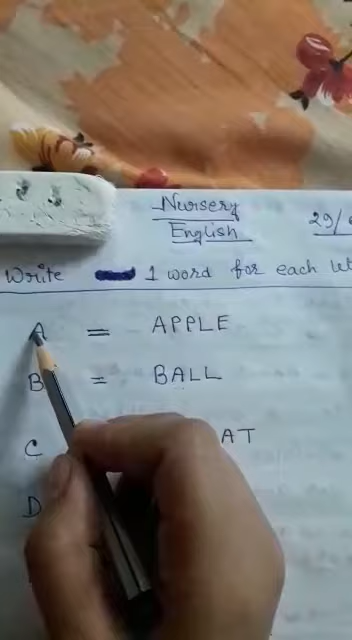 Nursery
English
29/
Write 1 word for each let
A = APPLE
B = BALL
C AT
D